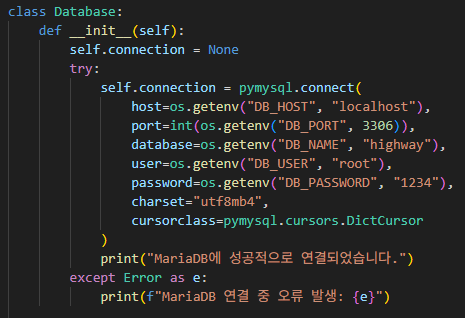 class Database:
    def __init__(self):
        self.connection = None
        try:
            self.connection = pymysql.connect(
                host=os.getenv("DB_HOST", "localhost"),
                port=int(os.getenv("DB_PORT", 3306)),
                database=os.getenv("DB_NAME", "highway"),
                user=os.getenv("DB_USER", "root"),
                password=os.getenv("DB_PASSWORD", "1234"),
                charset="utf8mb4",
                cursorclass=pymysql.cursors.DictCursor
            )
            print("MariaDB에 성공적으로 연결되었습니다.")
        except Error as e:
            print(f"MariaDB 연결 중 오류 발생: {e}")